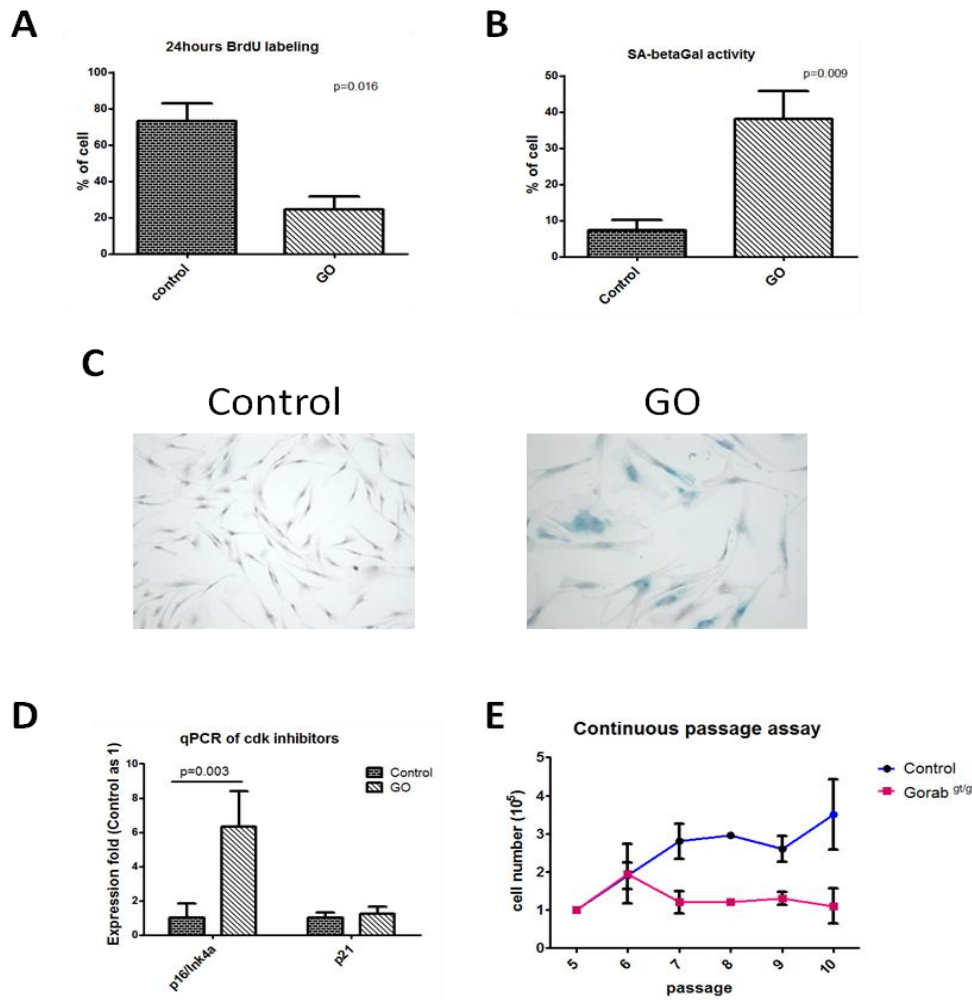 A
24hours BrdU labeling
p=0.016
% of cell
100
80
60
40
20
0
control
GO
B
SA-betaGal activity
p=0.009
% of cell
50
40
30
20
10
0
Control
GO
C
Control
GO
D
qPCR of cdk inhibitors
p=0.003
Control
GO
Expression fold (Control as 1)
10
8
6
4
2
0
p16/Ink4a
p21
E
Continuous passage assay
Control
Gorab gt/g
cell number (10⁵)
5
4
3
2
1
0
5
6
7
8
9
10
passage